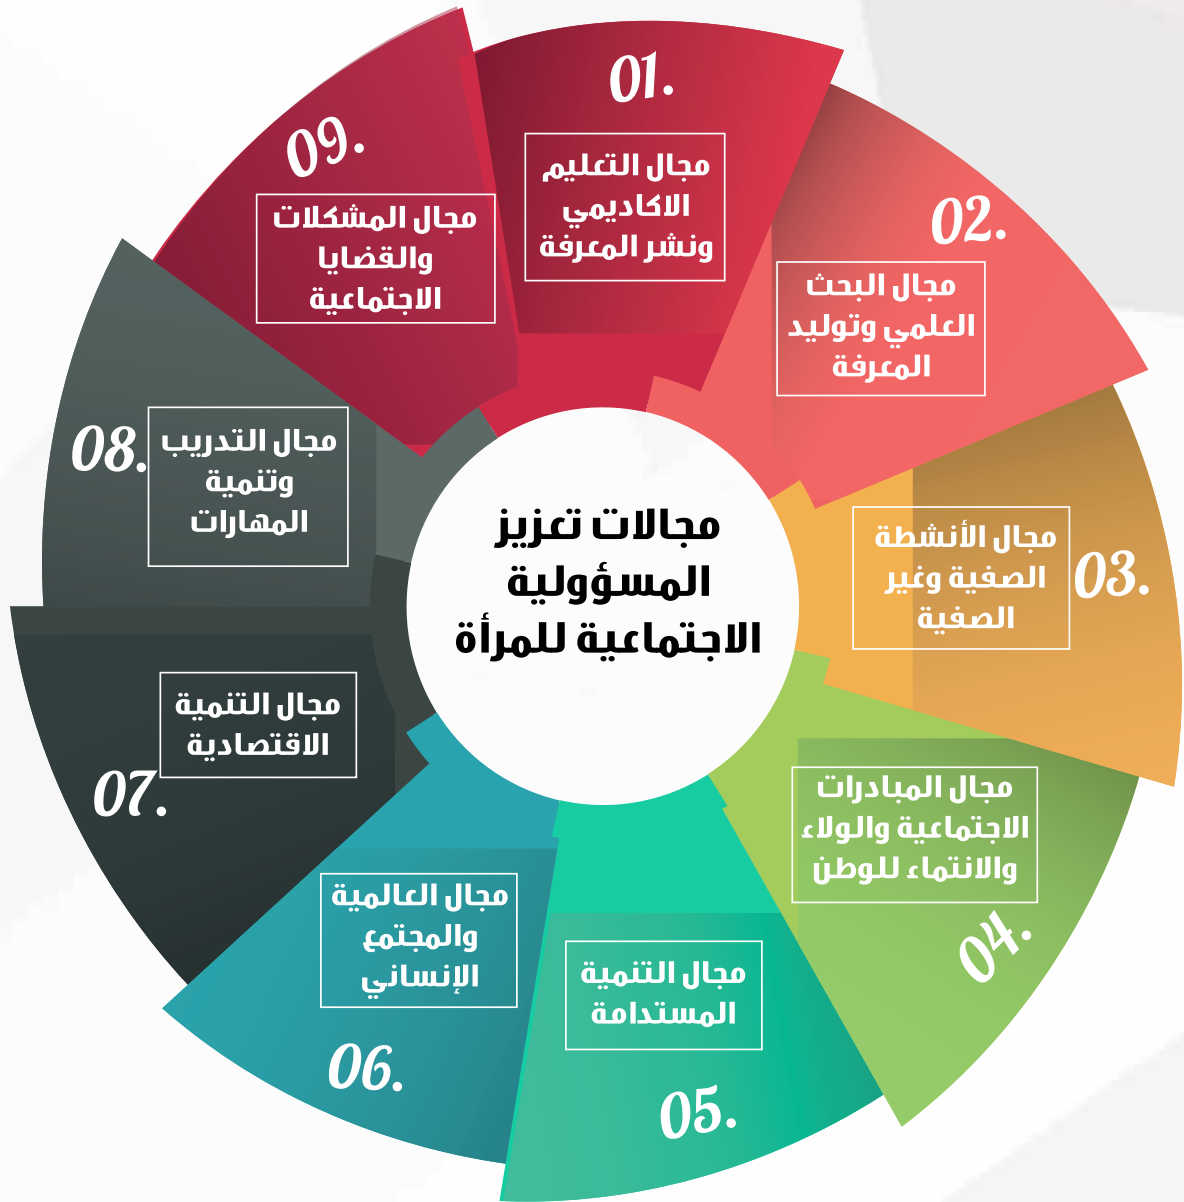 مجالات تعزيز
المسؤولية
الاجتماعية للمرأة
01.
مجال التعليم
الاكاديمي
ونشر المعرفة
02.
مجال البحث
العلمي وتوليد
المعرفة
03.
مجال الأنشطة
الصفية وغير
الصفية
04.
مجال المبادرات
الاجتماعية والولاء
والانتماء للوطن
05.
مجال التنمية
المستدامة
06.
مجال العالمية
والمجتمع
الإنساني
07.
مجال التنمية
الاقتصادية
08.
مجال التدريب
وتنمية
المهارات
09.
مجال المشكلات
والقضايا
الاجتماعية